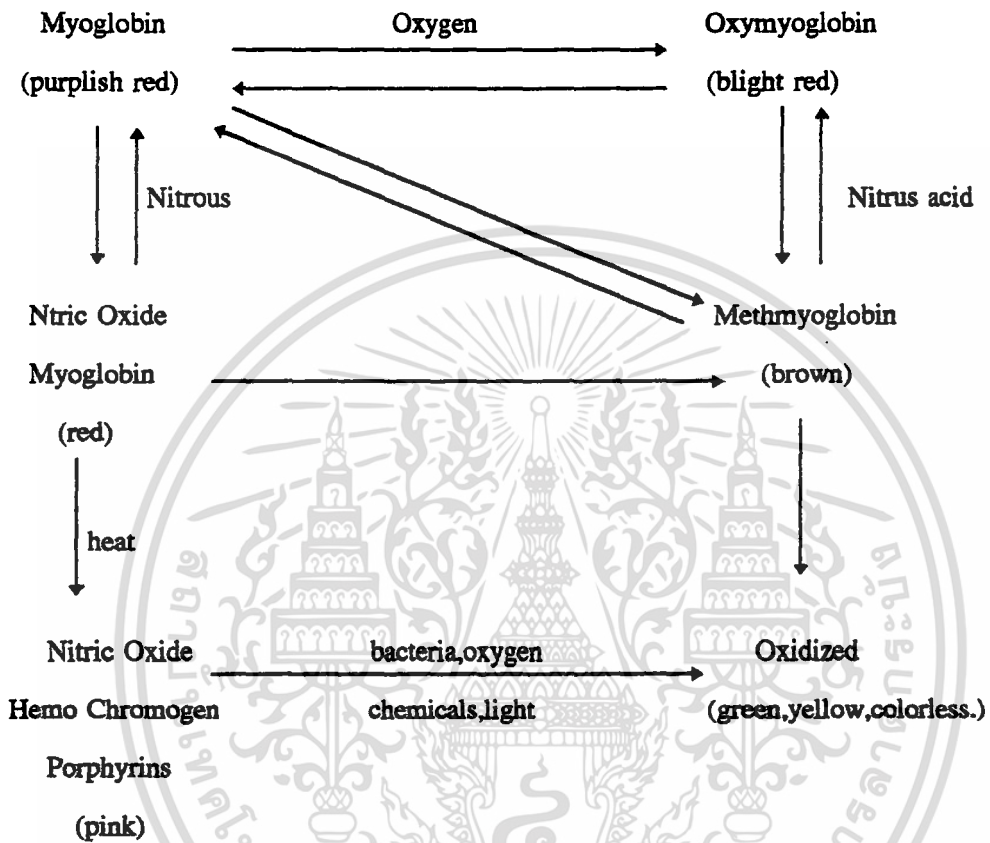 Myoglobin Oxygen Oxymyoglobin
(purplish red) (blight red)
Nitrous Nitrus acid
Ntric Oxide Methmyoglobin
Myoglobin (brown)
(red)
heat
Nitric Oxide bacteria,oxygen Oxidized
Hemo Chromogen chemicals,light (green,yellow,colorless.)
Porphyrins
(pink)